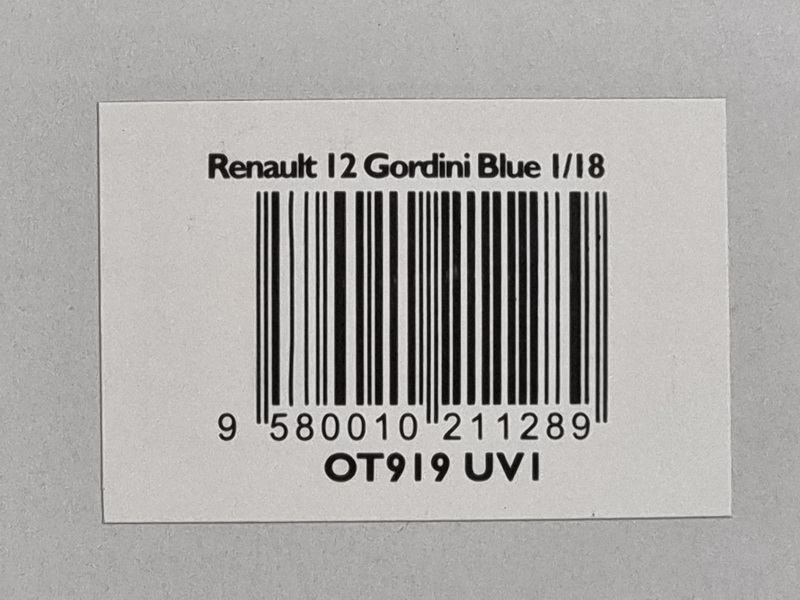 Renault 12 Gordini Blue 1/18
9 580010 211289
OT919 UV1